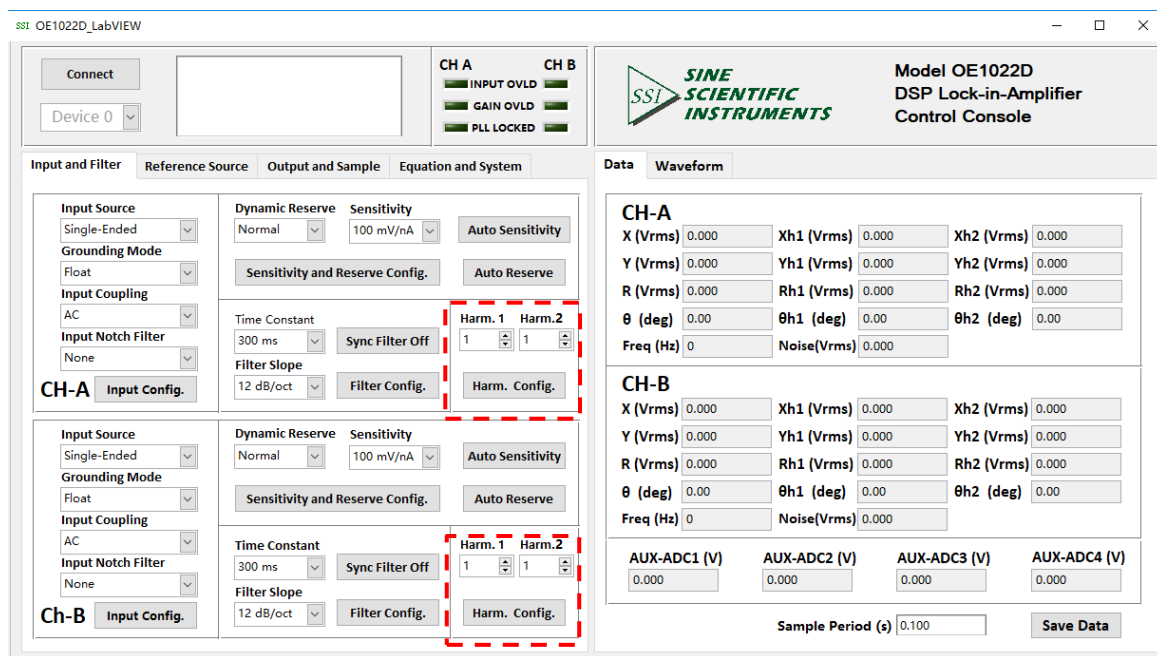 SSI OE1022D_LabVIEW
Connect
Device 0
CH A CH B
INPUT OVLD
GAIN OVLD
PLL LOCKED
SSI
SINE
SCIENTIFIC
INSTRUMENTS
Model OE1022D
DSP Lock-in-Amplifier
Control Console
Input and Filter Reference Source Output and Sample Equation and System
Input Source
Single-Ended
Grounding Mode
Float
Input Coupling
AC
Input Notch Filter
None
CH-A Input Config.
Dynamic Reserve Sensitivity
Normal 100 mV/nA Auto Sensitivity
Sensitivity and Reserve Config. Auto Reserve
Time Constant
300 ms Sync Filter Off
Filter Slope
12 dB/oct Filter Config.
Harm. 1 Harm.2
1 1
Harm. Config.
Input Source
Single-Ended
Grounding Mode
Float
Input Coupling
AC
Input Notch Filter
None
Ch-B Input Config.
Dynamic Reserve Sensitivity
Normal 100 mV/nA Auto Sensitivity
Sensitivity and Reserve Config. Auto Reserve
Time Constant
300 ms Sync Filter Off
Filter Slope
12 dB/oct Filter Config.
Harm. 1 Harm.2
1 1
Harm. Config.
Data Waveform
CH-A
X (Vrms) 0.000 Xh1 (Vrms) 0.000 Xh2 (Vrms) 0.000
Y (Vrms) 0.000 Yh1 (Vrms) 0.000 Yh2 (Vrms) 0.000
R (Vrms) 0.000 Rh1 (Vrms) 0.000 Rh2 (Vrms) 0.000
θ (deg) 0.00 θh1 (deg) 0.00 θh2 (deg) 0.00
Freq (Hz) 0 Noise(Vrms) 0.000
CH-B
X (Vrms) 0.000 Xh1 (Vrms) 0.000 Xh2 (Vrms) 0.000
Y (Vrms) 0.000 Yh1 (Vrms) 0.000 Yh2 (Vrms) 0.000
R (Vrms) 0.000 Rh1 (Vrms) 0.000 Rh2 (Vrms) 0.000
θ (deg) 0.00 θh1 (deg) 0.00 θh2 (deg) 0.00
Freq (Hz) 0 Noise(Vrms) 0.000
AUX-ADC1 (V) AUX-ADC2 (V) AUX-ADC3 (V) AUX-ADC4 (V)
0.000 0.000 0.000 0.000
Sample Period (s) 0.100 Save Data